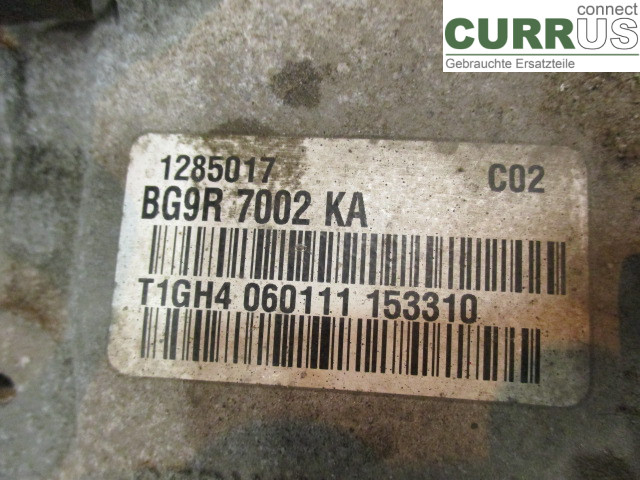 connect
CURRUS
Gebrauchte Ersatzteile
1285017 C02
BG9R 7002 KA
T1GH4 060111 153310